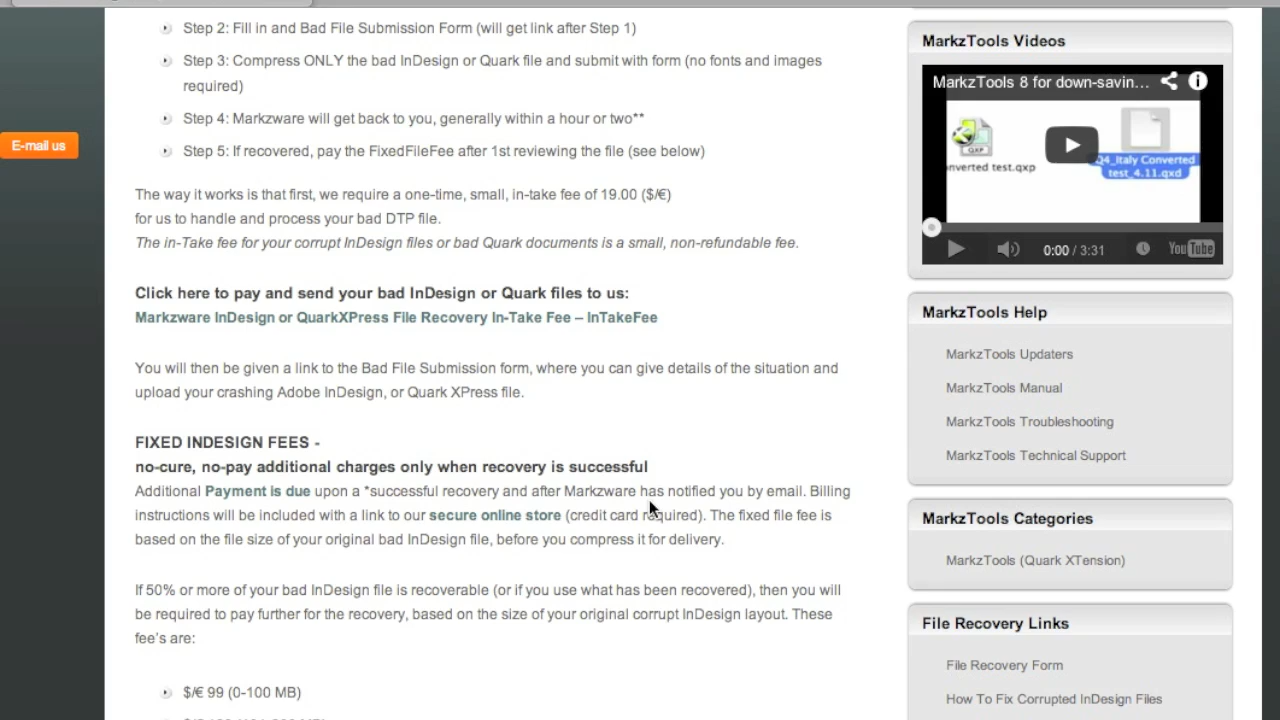 Step 2: Fill in and Bad File Submission Form (will get link after Step 1)
Step 3: Compress ONLY the bad InDesign or Quark file and submit with form (no fonts and images
required)
Step 4: Markzware will get back to you, generally within a hour or two**
Step 5: If recovered, pay the FixedFileFee after 1st reviewing the file (see below)
The way it works is that first, we require a one-time, small, in-take fee of 19.00 ($/€)
for us to handle and process your bad DTP file.
The in-Take fee for your corrupt InDesign files or bad Quark documents is a small, non-refundable fee.
Click here to pay and send your bad InDesign or Quark files to us:
Markzware InDesign or QuarkXPress File Recovery In-Take Fee – InTakeFee
You will then be given a link to the Bad File Submission form, where you can give details of the situation and
upload your crashing Adobe InDesign, or Quark XPress file.
FIXED INDESIGN FEES -
no-cure, no-pay additional charges only when recovery is successful
Additional Payment is due upon a *successful recovery and after Markzware has notified you by email. Billing
instructions will be included with a link to our secure online store (credit card required). The fixed file fee is
based on the file size of your original bad InDesign file, before you compress it for delivery.
If 50% or more of your bad InDesign file is recoverable (or if you use what has been recovered), then you will
be required to pay further for the recovery, based on the size of your original corrupt InDesign layout. These
fee's are:
$/€ 99 (0-100 MB)
E-mail us
MarkzTools Videos
MarkzTools 8 for down-savin...
nverted test.qxp
Q4_Italy Converted
test_4.11.qxd
0:00 / 3:31
YouTube
MarkzTools Help
MarkzTools Updaters
MarkzTools Manual
MarkzTools Troubleshooting
MarkzTools Technical Support
MarkzTools Categories
MarkzTools (Quark XTension)
File Recovery Links
File Recovery Form
How To Fix Corrupted InDesign Files